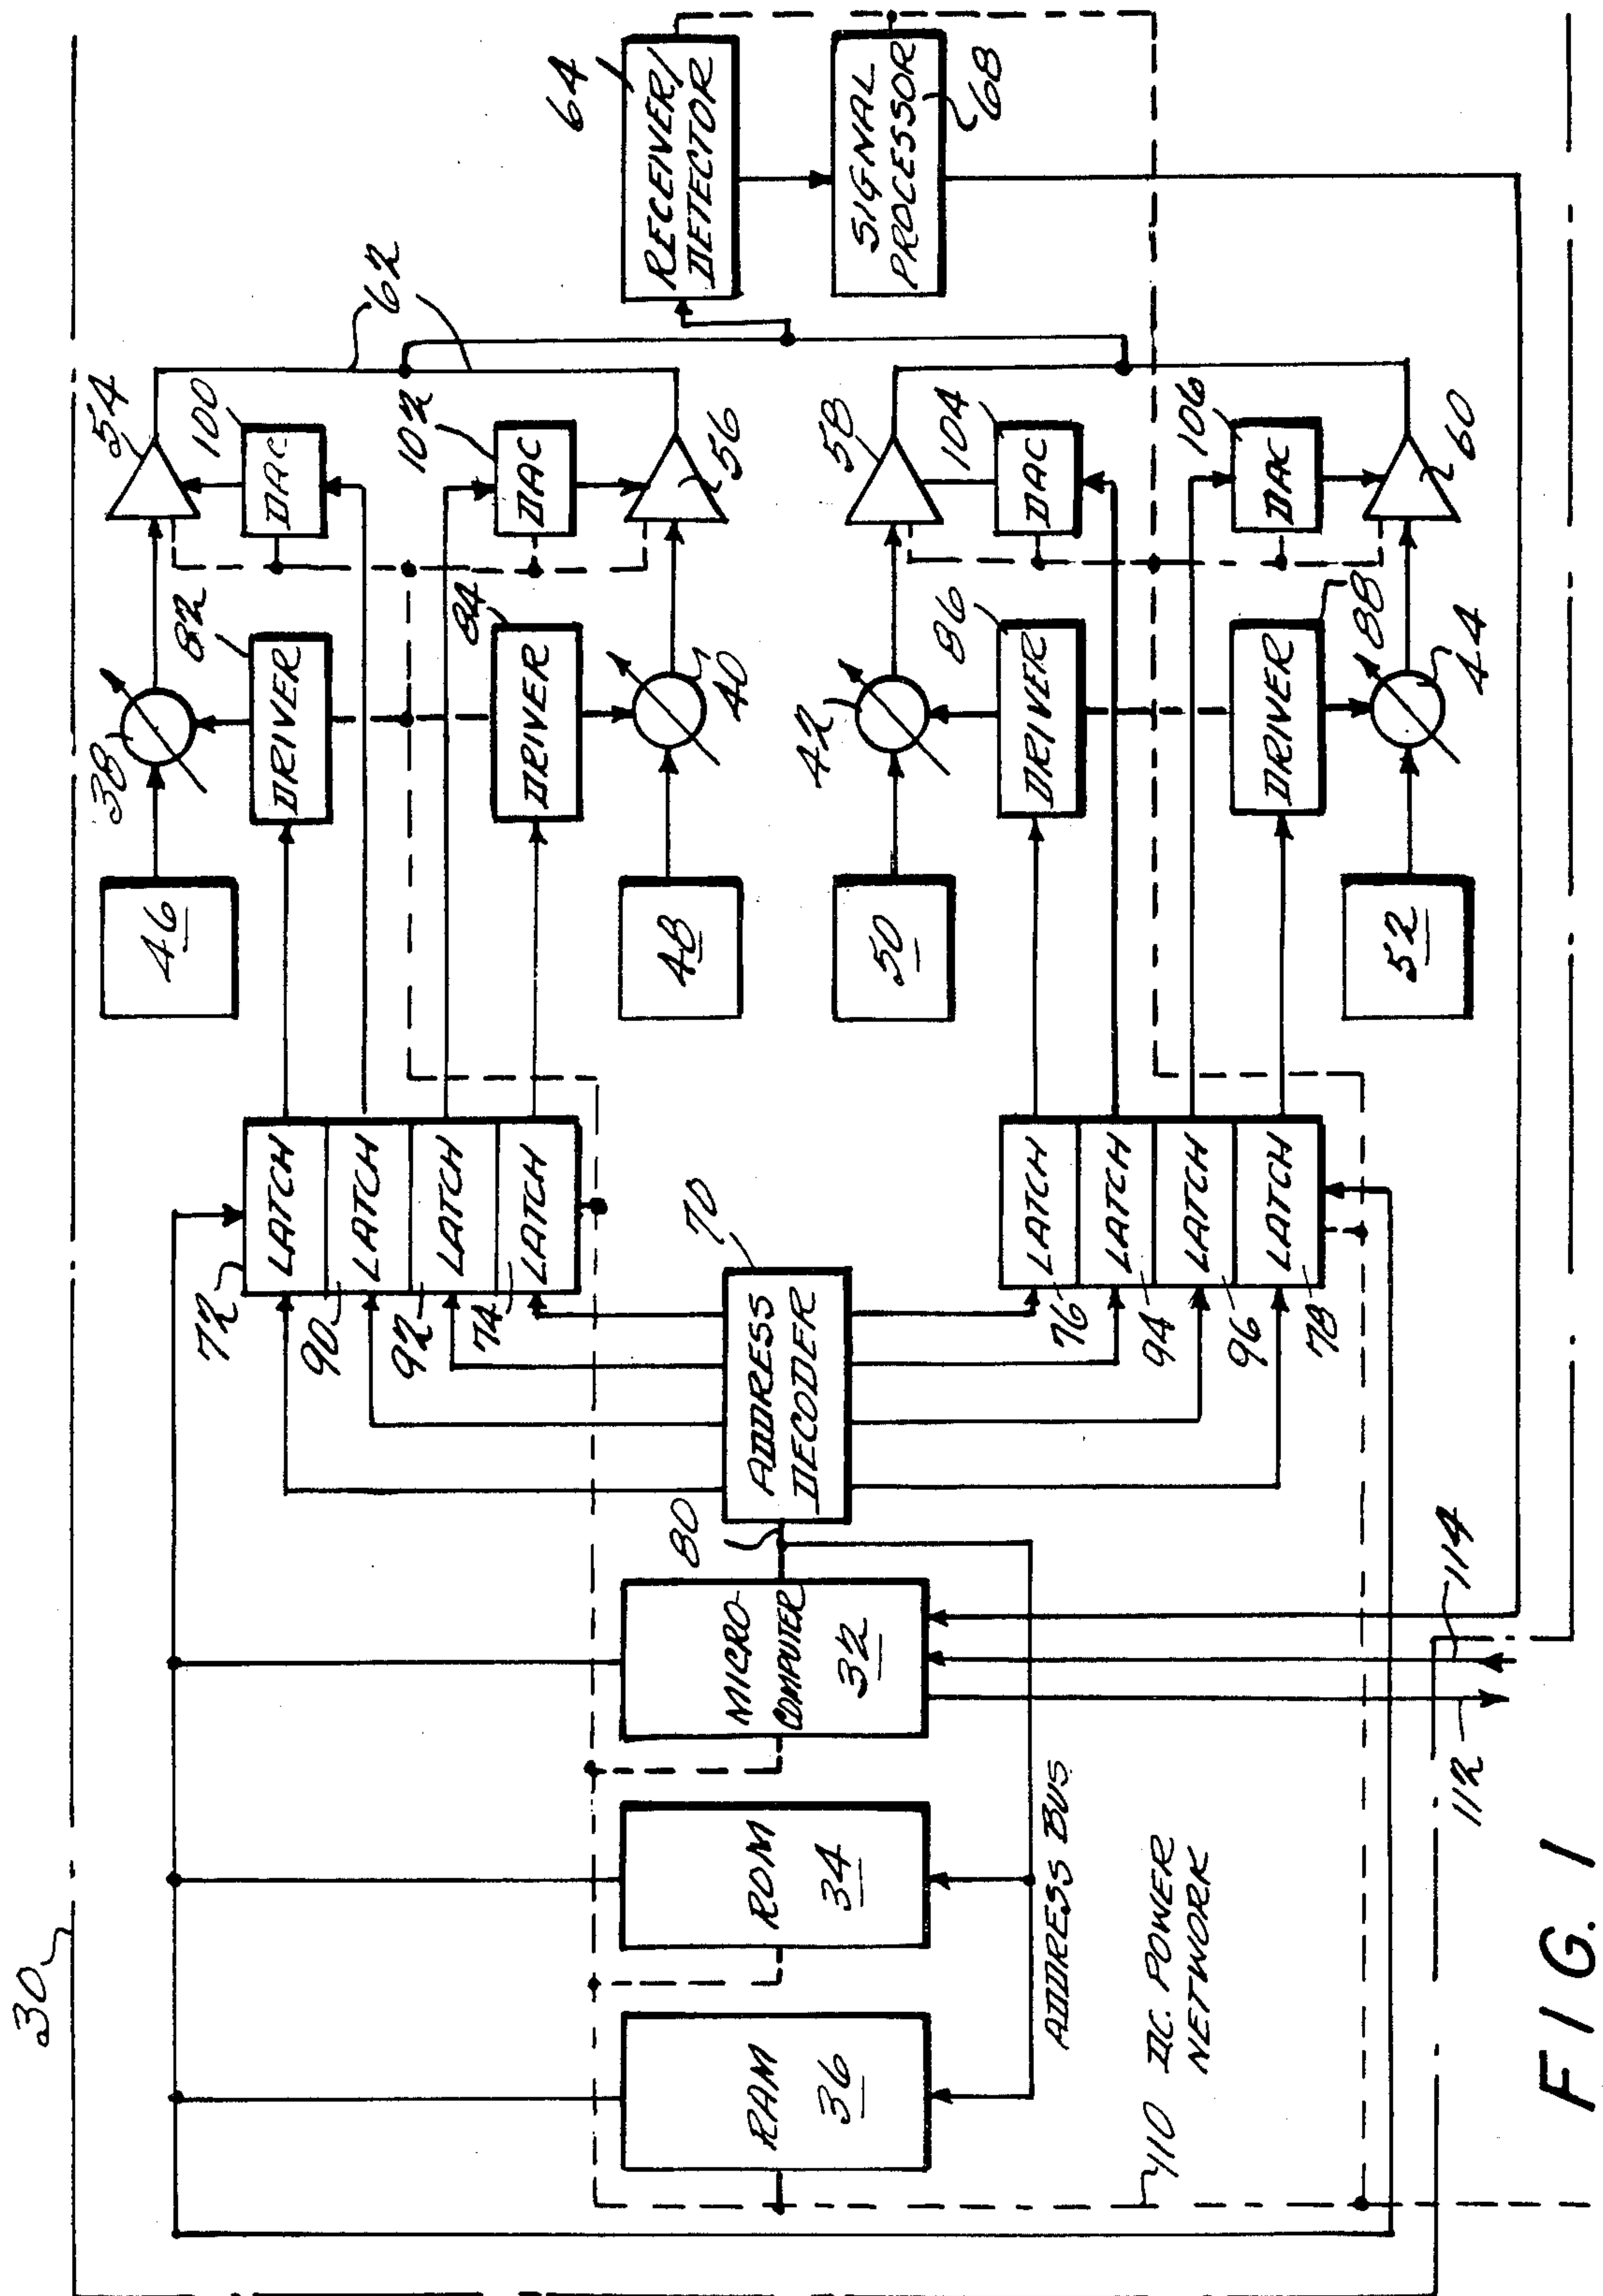 30
RAM
36
ROM
34
MICRO-
COMPUTER
32
80
ADDRESS
DECODER
70
ADDRESS BUS
110
D.C. POWER
NETWORK
112
114
72
LATCH
90
LATCH
92
LATCH
74
LATCH
76
LATCH
94
LATCH
96
LATCH
78
LATCH
46
38
DRIVER
82
54
DAC
100
48
40
DRIVER
84
56
DAC
102
62
50
42
DRIVER
86
58
DAC
104
52
44
DRIVER
88
60
DAC
106
RECEIVER/
DETECTOR
64
SIGNAL
PROCESSOR
68
FIG. 1